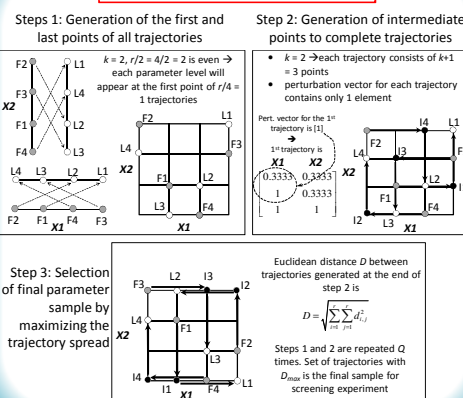 Steps 1: Generation of the first and
last points of all trajectories
F2
L1
F3
L4
X2
F1
L2
F4
L3
L4
L3
L2
L1
F2
F1
F4
F3
X1
k = 2, r/2 = 4/2 = 2 is even →
each parameter level will
appear at the first point of r/4 =
1 trajectories
F2
L1
L4
F3
X2
F1
L2
L3
F4
X1
Step 2: Generation of intermediate
points to complete trajectories
• k = 2 →each trajectory consists of k+1
= 3 points
• perturbation vector for each trajectory
contains only 1 element
Pert. vector for the 1st
trajectory is [1]
→
1st trajectory is
X1 X2
0.3333 0.3333
1 0.3333
1 1
I4
L1
F2
I3
X2
L4
L2
I
I2
L3
F4
X1
Step 3: Selection
of final parameter
sample by
maximizing the
trajectory spread
L2
I3
F3
I2
L4
F1
X2
F2
L3
I4
I1
F4
L1
X1
Euclidean distance D between
trajectories generated at the end of
step 2 is
D = √ r ∑ i=1 r ∑ j=1 d²i,j
Steps 1 and 2 are repeated Q
times. Set of trajectories with
Dmax is the final sample for
screening experiment